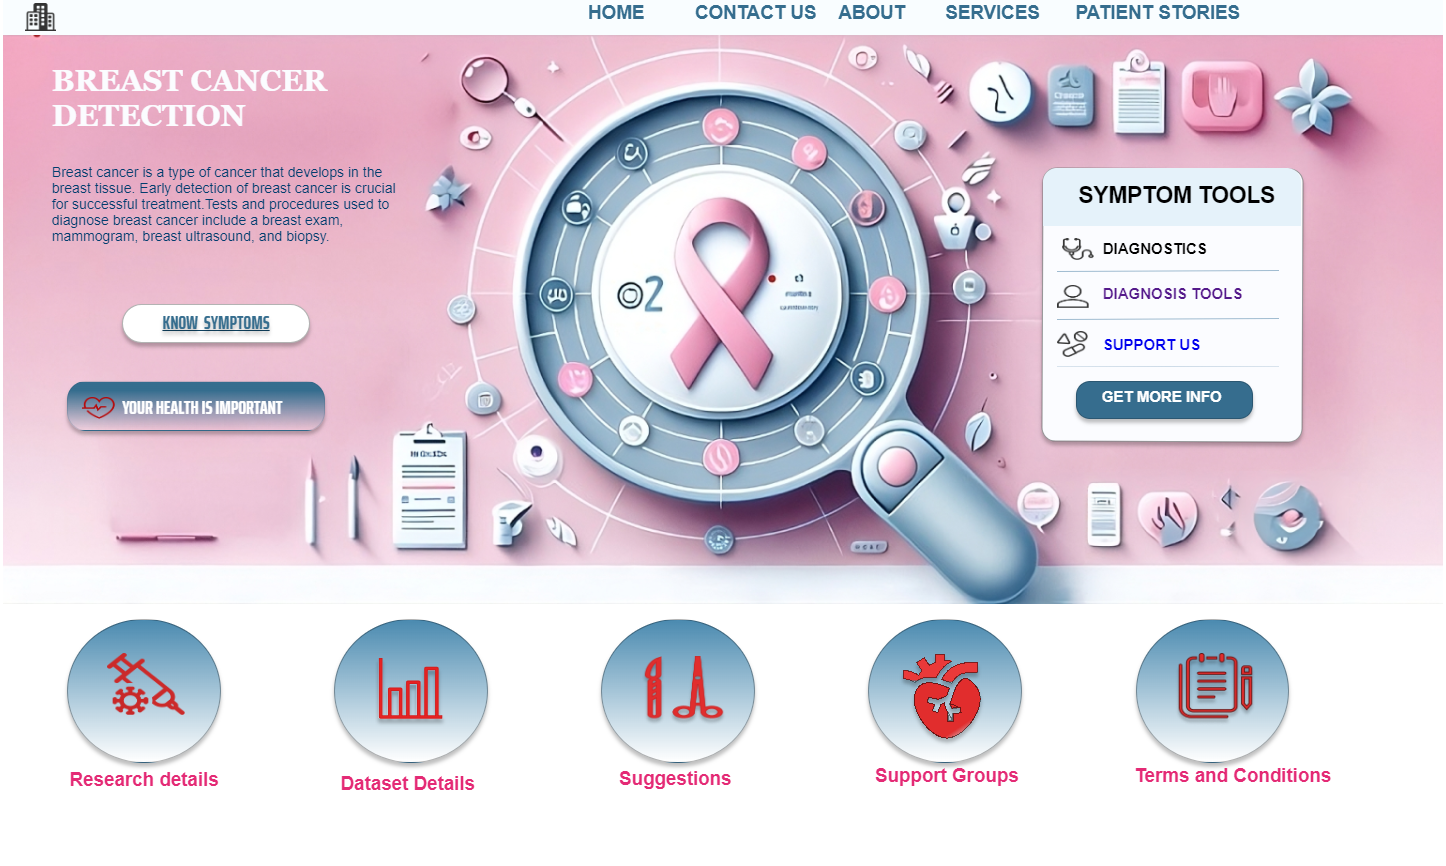 HOME CONTACT US ABOUT SERVICES PATIENT STORIES
BREAST CANCER
DETECTION
Breast cancer is a type of cancer that develops in the
breast tissue. Early detection of breast cancer is crucial
for successful treatment.Tests and procedures used to
diagnose breast cancer include a breast exam,
mammogram, breast ultrasound, and biopsy.
KNOW SYMPTOMS
YOUR HEALTH IS IMPORTANT
2
SYMPTOM TOOLS
DIAGNOSTICS
DIAGNOSIS TOOLS
SUPPORT US
GET MORE INFO
Research details
Dataset Details
Suggestions
Support Groups
Terms and Conditions